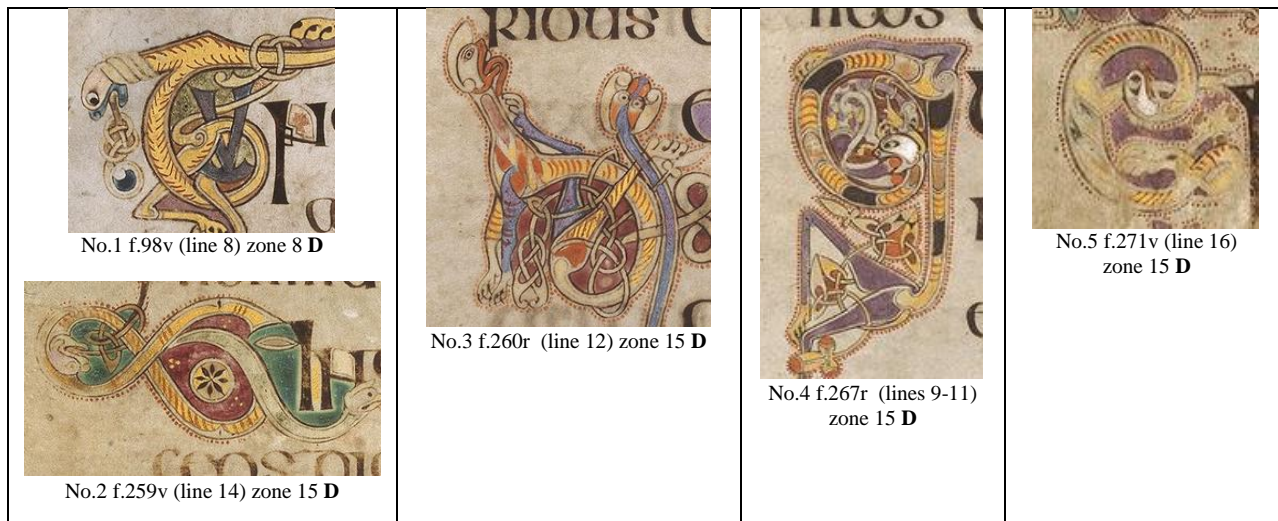 No.1 f.98v (line 8) zone 8 D
No.2 f.259v (line 14) zone 15 D
RIOUS
No.3 f.260r (line 12) zone 15 D
No.4 f.267r (lines 9-11)
zone 15 D
No.5 f.271v (line 16)
zone 15 D